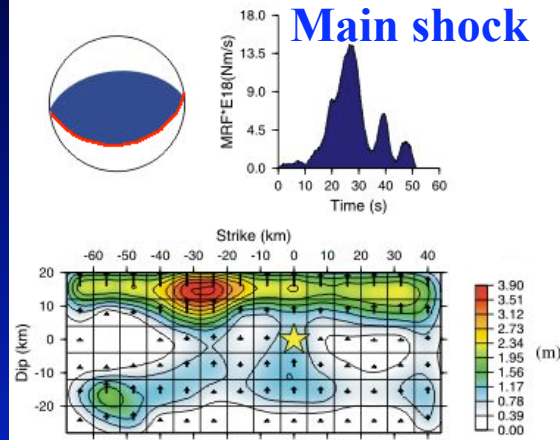 Main shock
MRF*E18(Nm/s)
18.0
13.5
9.0
4.5
0.0
0 10 20 30 40 50 60
Time (s)
Strike (km)
-60 -50 -40 -30 -20 -10 0 10 20 30 40
Dip (km)
20
10
0
-10
-20
3.90
3.51
3.12
2.73
2.34
1.95
1.56
1.17
0.78
0.39
0.00
(m)